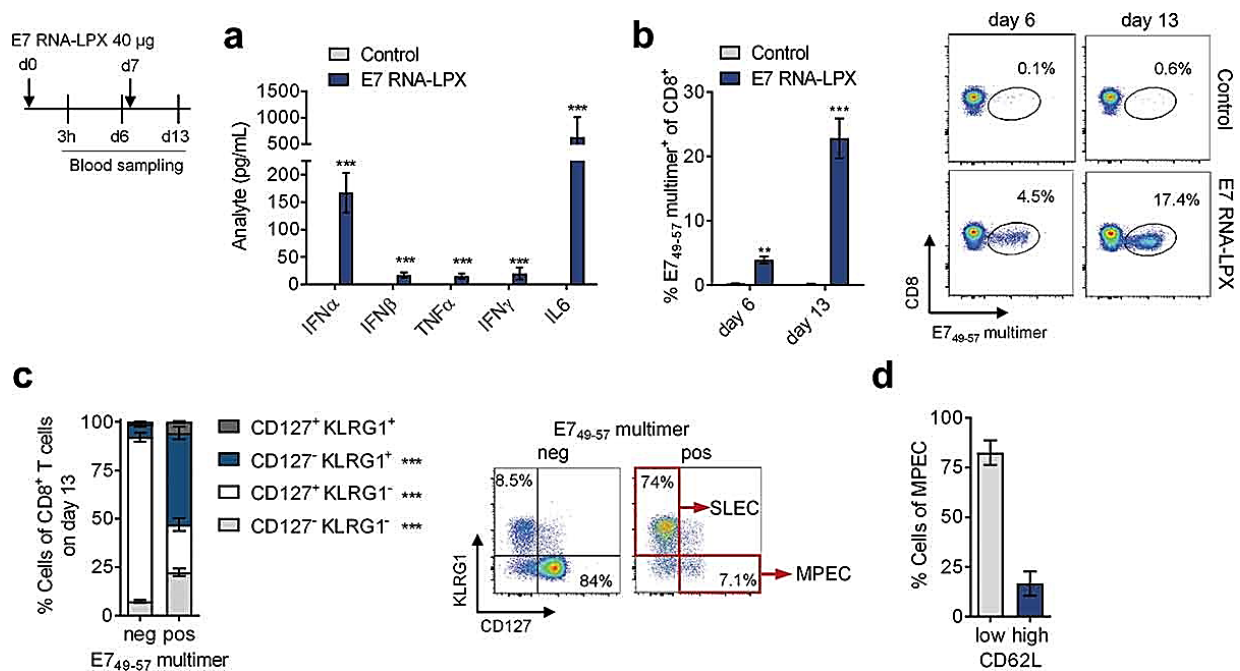 E7 RNA-LPX 40 µg
d0
d7
3h
d6
d13
Blood sampling
a
Control
E7 RNA-LPX
Analyte (pg/mL)
1500
1000
500
200
150
100
50
0
***
***
***
***
***
IFNα
IFNβ
TNFα
IFNγ
IL6
b
Control
E7 RNA-LPX
% E7₄₉₋₅₇ multimer⁺ of CD8⁺
30
20
10
0
**
***
day 6
day 13
day 6
day 13
0.1%
0.6%
Control
4.5%
17.4%
E7 RNA-LPX
CD8
E7₄₉₋₅₇ multimer
c
% Cells of CD8⁺ T cells
on day 13
100
75
50
25
0
neg pos
E7₄₉₋₅₇ multimer
CD127⁺ KLRG1⁺
CD127⁻ KLRG1⁺ ***
CD127⁺ KLRG1⁻ ***
CD127⁻ KLRG1⁻ ***
E7₄₉₋₅₇ multimer
neg
pos
8.5%
74%
SLEC
84%
7.1%
MPEC
KLRG1
CD127
d
% Cells of MPEC
100
75
50
25
0
low high
CD62L